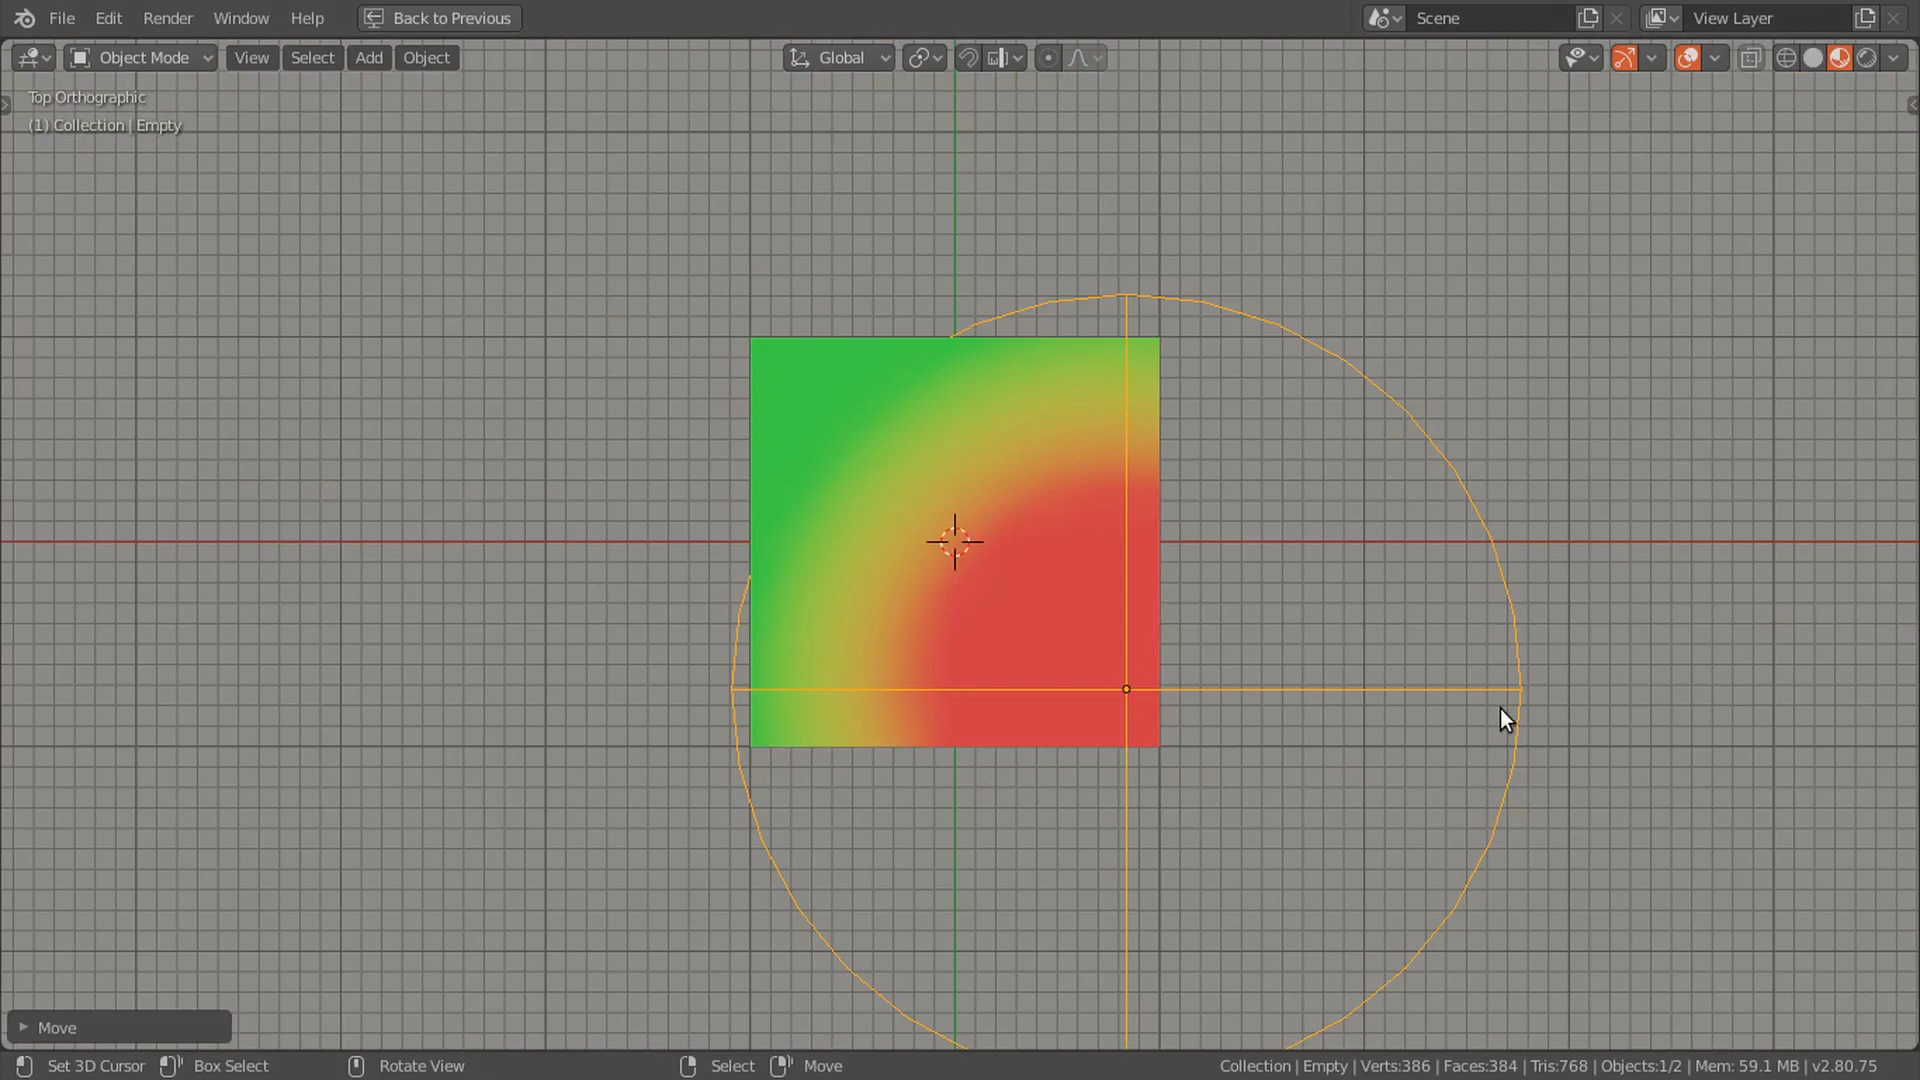 File Edit Render Window Help Back to Previous Scene View Layer
Object Mode View Select Add Object Global
Top Orthographic
(1) Collection | Empty
Move
Set 3D Cursor Box Select Rotate View Select Move Collection | Empty | Verts:386 | Faces:384 | Tris:768 | Objects:1/2 | Mem: 59.1 MB | v2.80.75